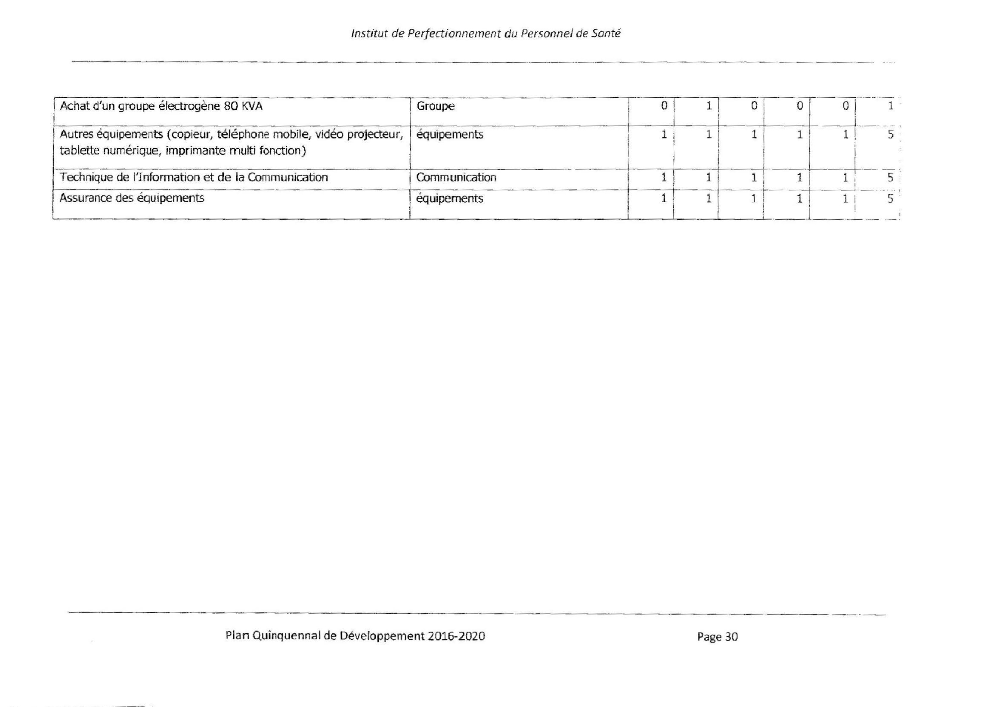 Institut de Perfectionnement du Personnel de Santé
Achat d'un groupe électrogène 80 KVA Groupe 0 1 0 0 0 1
Autres équipements (copieur, téléphone mobile, vidéo projecteur, équipements 1 1 1 1 1 5
tablette numérique, imprimante multi fonction)
Technique de l'Information et de la Communication Communication 1 1 1 1 1 5
Assurance des équipements équipements 1 1 1 1 1 5
Plan Quinquennal de Développement 2016-2020 Page 30